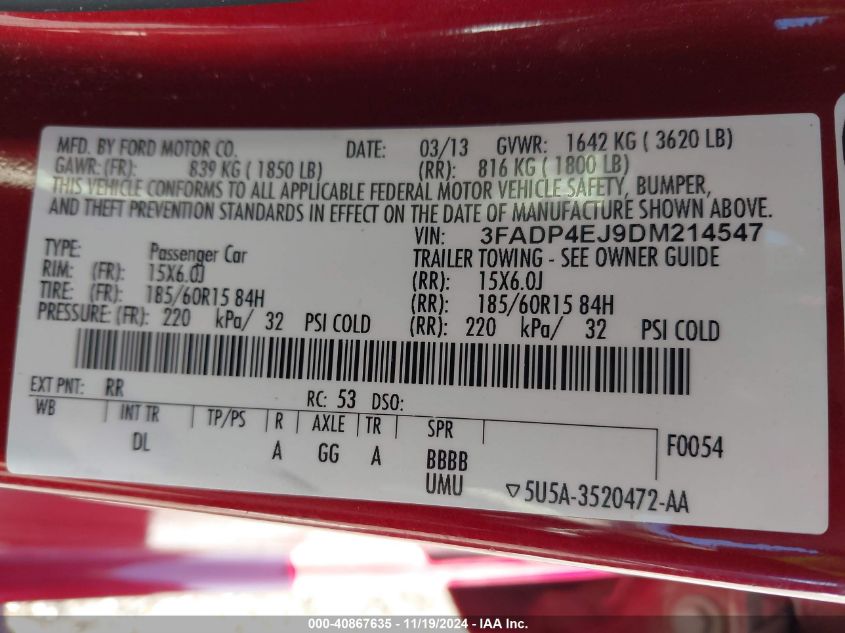 MFD. BY FORD MOTOR CO. DATE: 03/13 GVWR: 1642 KG ( 3620 LB)
GAWR: (FR): 839 KG ( 1850 LB) (RR): 816 KG ( 1800 LB)
THIS VEHICLE CONFORMS TO ALL APPLICABLE FEDERAL MOTOR VEHICLE SAFETY, BUMPER,
AND THEFT PREVENTION STANDARDS IN EFFECT ON THE DATE OF MANUFACTURE SHOWN ABOVE.
VIN: 3FADP4EJ9DM214547
TYPE: Passenger Car TRAILER TOWING - SEE OWNER GUIDE
RIM: (FR): 15X6.0J (RR): 15X6.0J
TIRE: (FR): 185/60R15 84H (RR): 185/60R15 84H
PRESSURE: (FR): 220 kPa/ 32 PSI COLD (RR): 220 kPa/ 32 PSI COLD
EXT PNT: RR RC: 53 DSO:
WB INT TR TP/PS R AXLE TR SPR
DL A GG A BBBB F0054
UMU ▽5U5A-3520472-AA
000-40867635 - 11/19/2024 - IAA Inc.